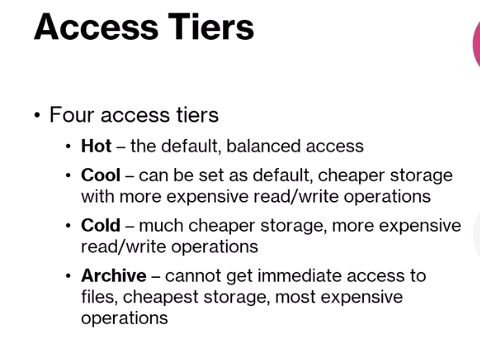 Access Tiers
• Four access tiers
• Hot – the default, balanced access
• Cool – can be set as default, cheaper storage
with more expensive read/write operations
• Cold – much cheaper storage, more expensive
read/write operations
• Archive – cannot get immediate access to
files, cheapest storage, most expensive
operations